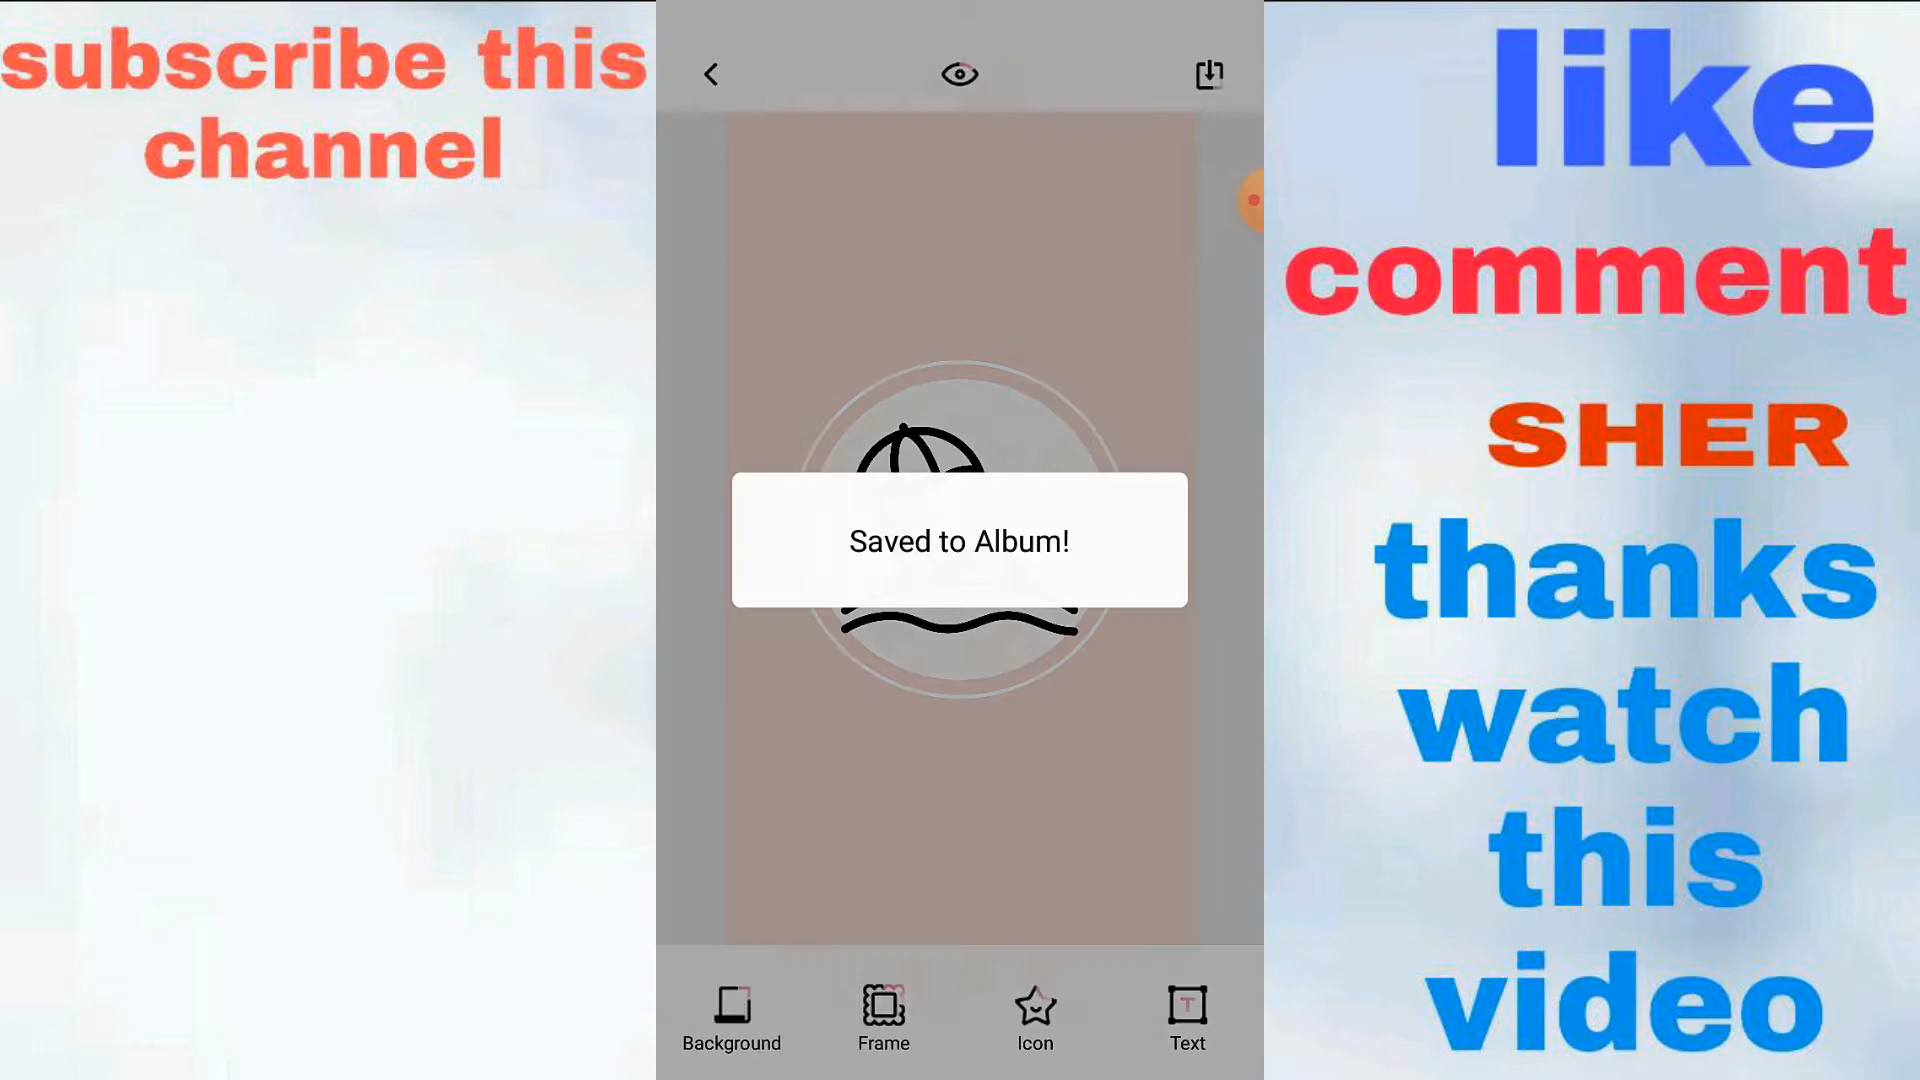 subscribe this
channel
Saved to Album!
Background
Frame
Icon
T
Text
like
comment
SHER
thanks
watch
this
video